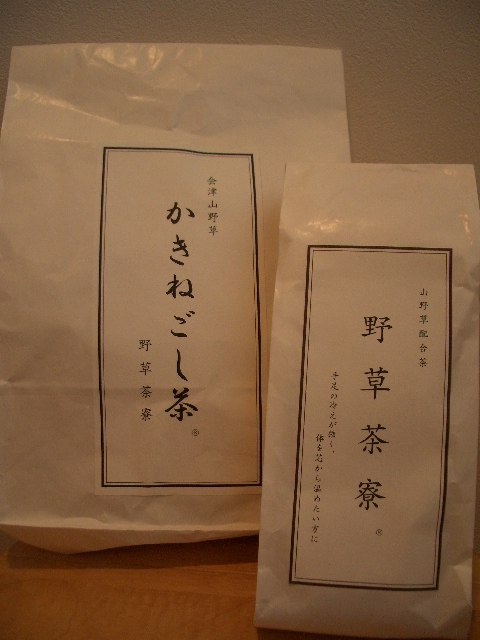 会津山野草
かきねごし茶
®
野草茶寮
山野草配合茶
野草茶寮
®
手足の冷えが強く、
体を芯から温めたい方に